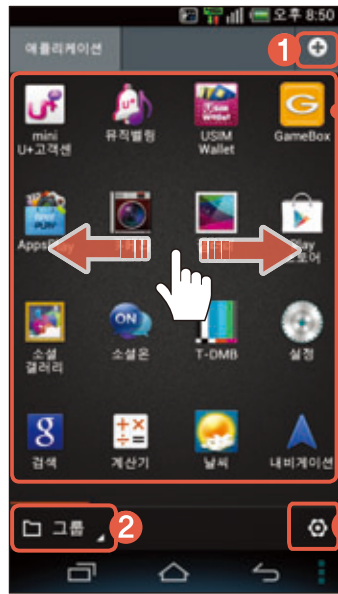 오후 8:50
애플리케이션
1
mini
U+고객센
뮤직벨링
USIM
Wallet
GameBox
소셜
갤러리
소셜온
T-DMB
설정
검색
계산기
날씨
내비게이션
그룹
2